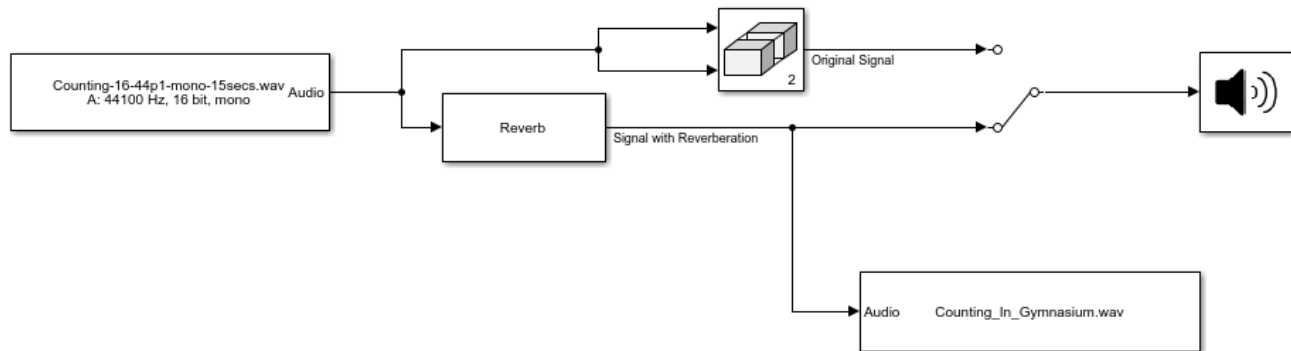 Counting-16-44p1-mono-15secs.wav
A: 44100 Hz, 16 bit, mono
Audio
2
Original Signal
Reverb
Signal with Reverberation
Audio
Counting_In_Gymnasium.wav